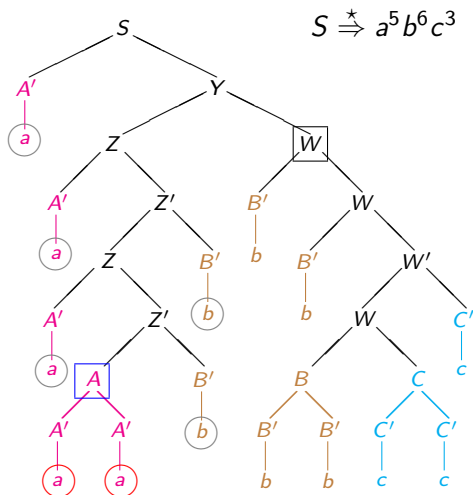 S ⇒* a⁵b⁶c³
S
A′ Y
a Z W
A′ Z′ B′ W
a Z B′ b B′ W′
A′ Z′ b b W C′
a A B′ B C c
A′ A′ b B′ B′ C′ C′
a a b b c c